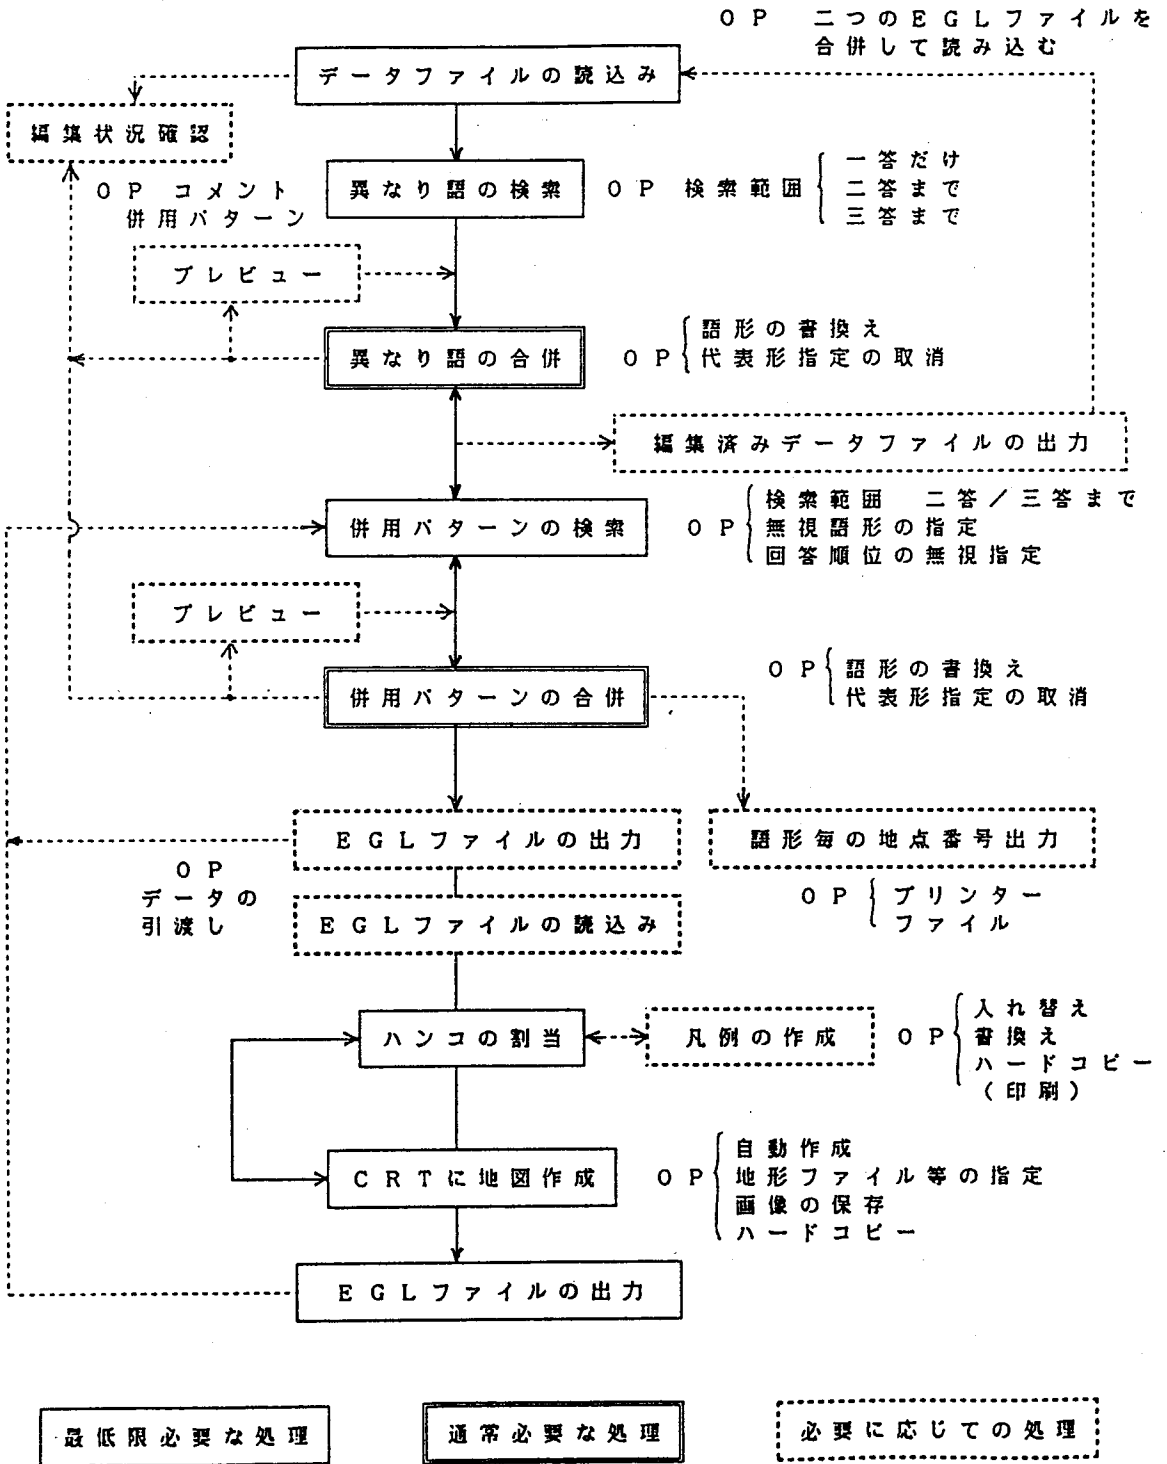 OP 二つのEGLファイルを
合併して読み込む
データファイルの読込み
編集状況確認
OP コメント
併用パターン
異なり語の検索
OP 検索範囲
一答だけ
二答まで
三答まで
プレビュー
異なり語の合併
OP
語形の書換え
代表形指定の取消
編集済みデータファイルの出力
併用パターンの検索
OP
検索範囲 二答/三答まで
無視語形の指定
回答順位の無視指定
プレビュー
併用パターンの合併
OP
語形の書換え
代表形指定の取消
EGLファイルの出力
語形毎の地点番号出力
OP
データの
引渡し
OP
プリンター
ファイル
EGLファイルの読込み
ハンコの割当
凡例の作成
OP
入れ替え
書換え
ハードコピー
(印刷)
CRTに地図作成
OP
自動作成
地形ファイル等の指定
画像の保存
ハードコピー
EGLファイルの出力
最低限必要な処理
通常必要な処理
必要に応じての処理